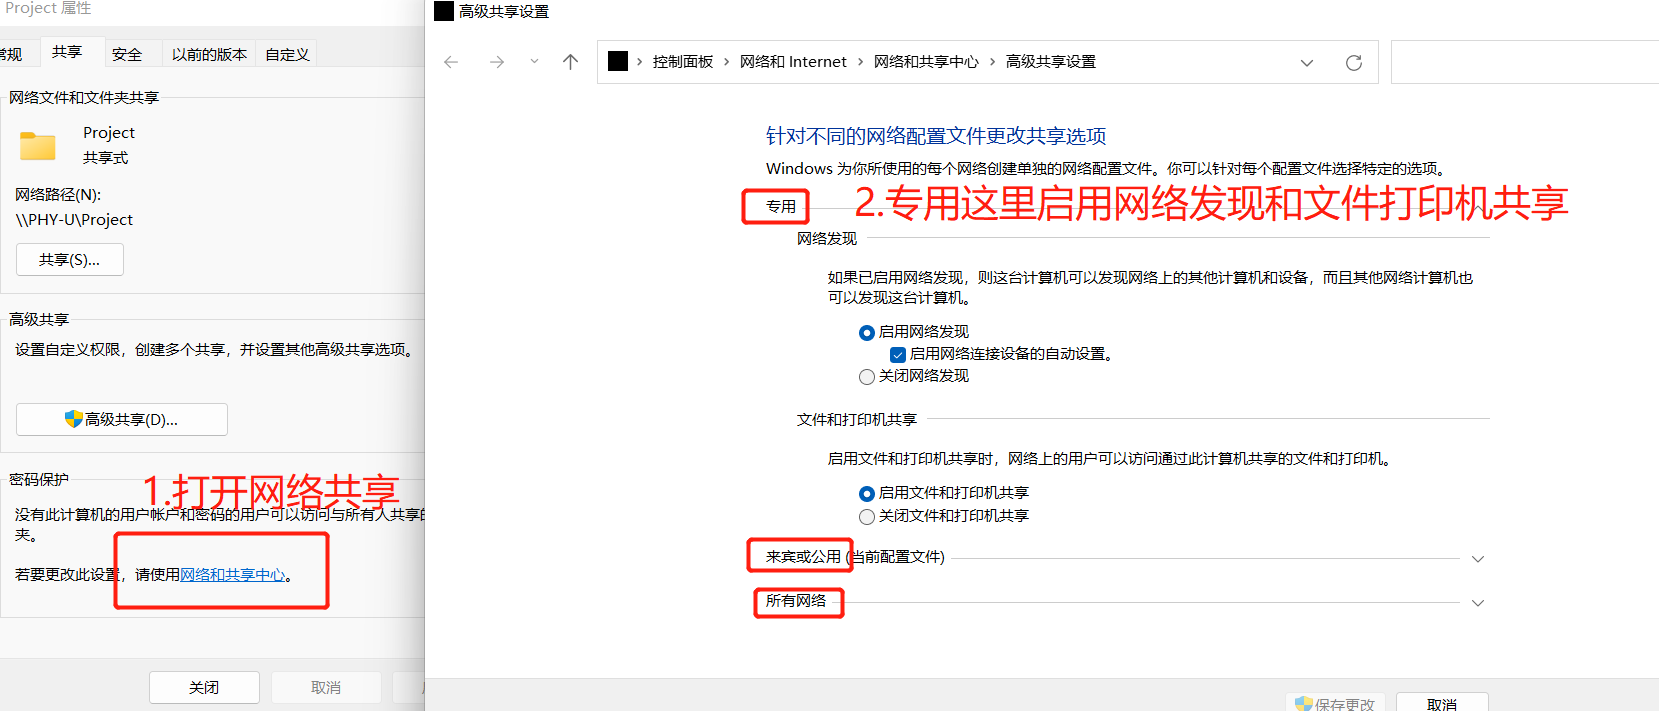 Project 属性
常规
共享
安全
以前的版本
自定义
网络文件和文件夹共享
Project
共享式
网络路径(N):
\\PHY-U\Project
共享(S)...
高级共享
设置自定义权限，创建多个共享，并设置其他高级共享选项。
高级共享(D)...
密码保护
1.打开网络共享
没有此计算机的用户帐户和密码的用户可以访问与所有人共享的
夹。
若要更改此设置，请使用网络和共享中心。
关闭
取消
高级共享设置
控制面板 › 网络和 Internet › 网络和共享中心 › 高级共享设置
针对不同的网络配置文件更改共享选项
Windows 为你所使用的每个网络创建单独的网络配置文件。你可以针对每个配置文件选择特定的选项。
专用
2.专用这里启用网络发现和文件打印机共享
网络发现
如果已启用网络发现，则这台计算机可以发现网络上的其他计算机和设备，而且其他网络计算机也
可以发现这台计算机。
启用网络发现
启用网络连接设备的自动设置。
关闭网络发现
文件和打印机共享
启用文件和打印机共享时，网络上的用户可以访问通过此计算机共享的文件和打印机。
启用文件和打印机共享
关闭文件和打印机共享
来宾或公用 (当前配置文件)
所有网络
保存更改
取消